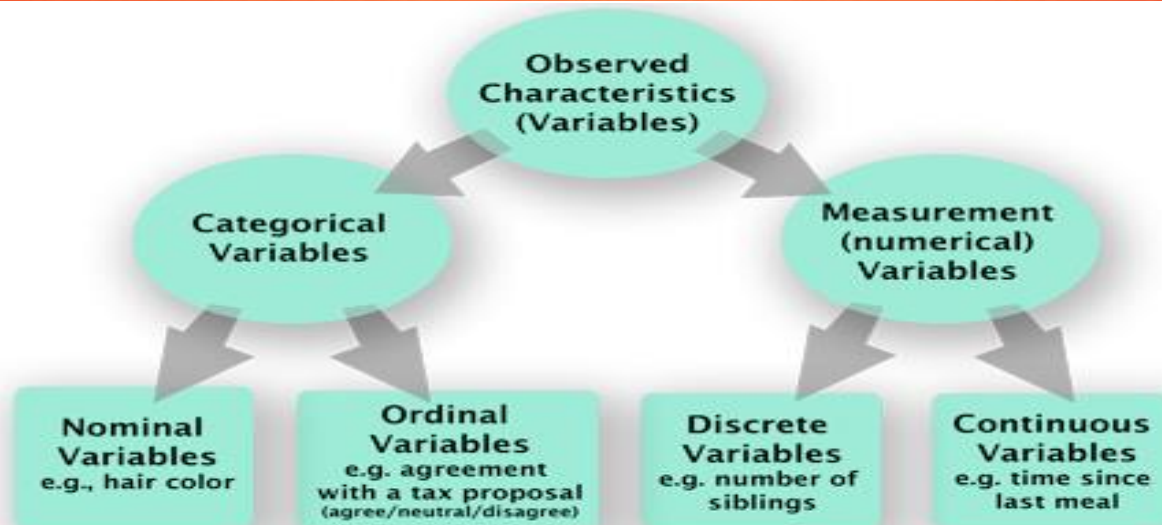 Observed
Characteristics
(Variables)
Categorical
Variables
Measurement
(numerical)
Variables
Nominal
Variables
e.g., hair color
Ordinal
Variables
e.g. agreement
with a tax proposal
(agree/neutral/disagree)
Discrete
Variables
e.g. number of
siblings
Continuous
Variables
e.g. time since
last meal